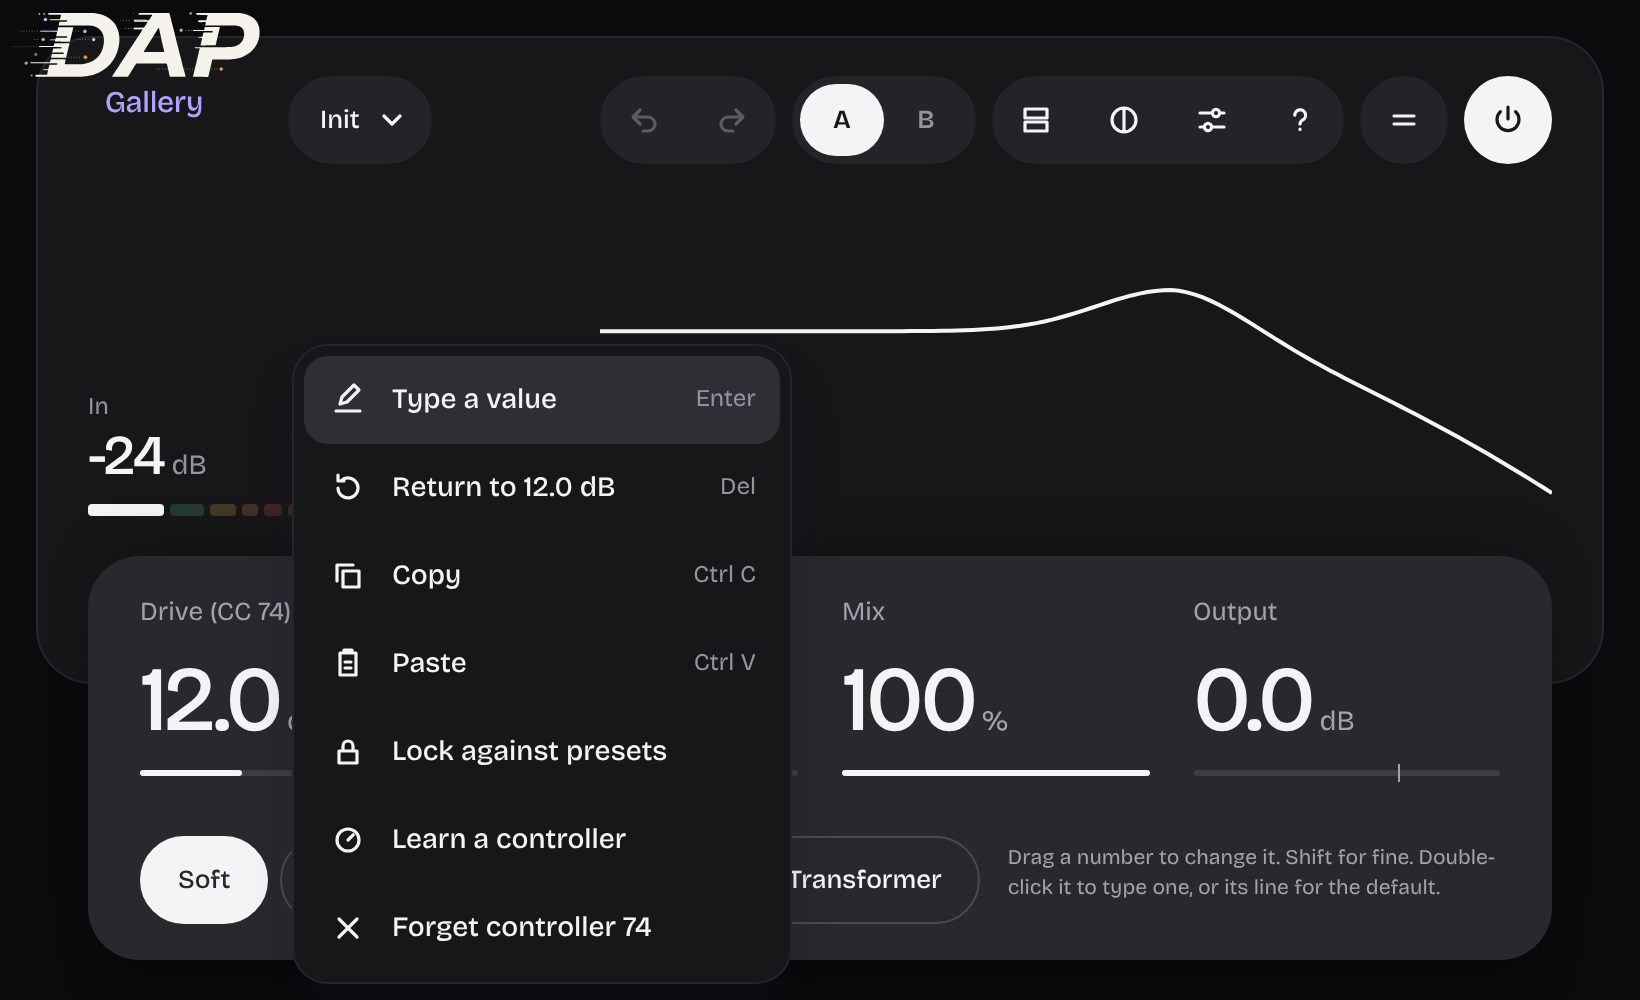 DAP
Gallery
Init
A
B
?
In
-24 dB
Type a value Enter
Return to 12.0 dB Del
Copy Ctrl C
Paste Ctrl V
Lock against presets
Learn a controller
Forget controller 74
Drive (CC 74)
12.0
Mix
100 %
Output
0.0 dB
Soft
Transformer
Drag a number to change it. Shift for fine. Double-
click it to type one, or its line for the default.